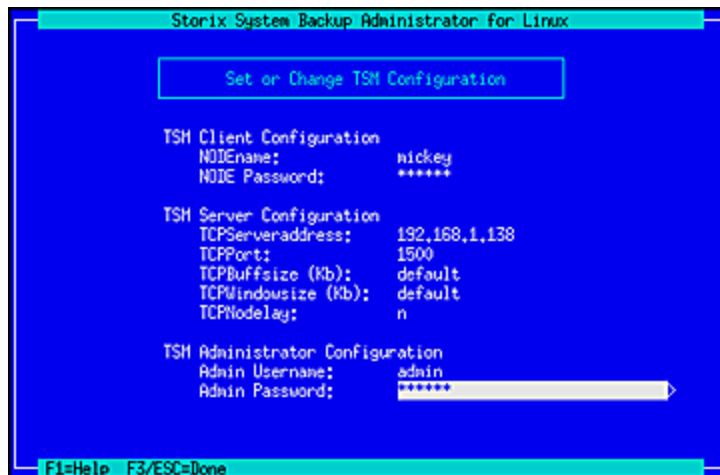 Storix System Backup Administrator for Linux
Set or Change TSM Configuration
TSM Client Configuration
NODEname: mickey
NODE Password: ******
TSM Server Configuration
TCPServeraddress: 192.168.1.138
TCPPort: 1500
TCPBuffsize (Kb): default
TCPWindowsize (Kb): default
TCPNodelay: n
TSM Administrator Configuration
Admin Username: admin
Admin Password: ******
F1=Help F3/ESC=Done